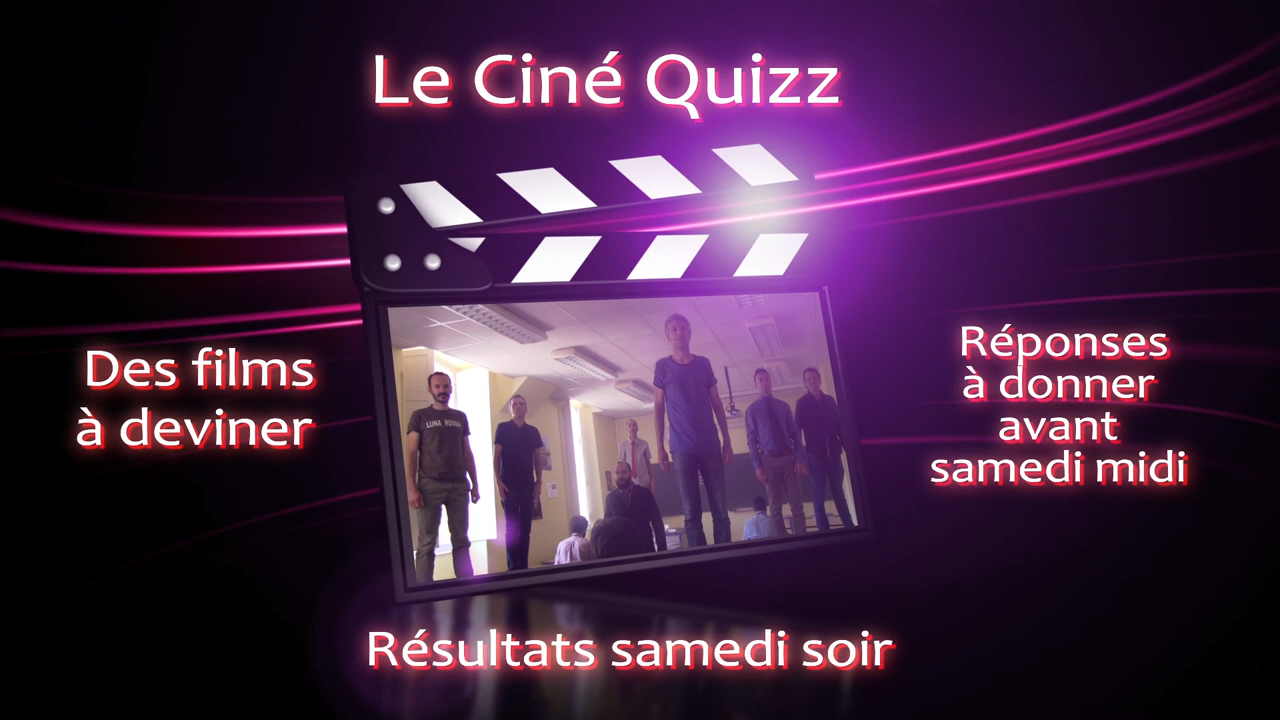 Le Ciné Quizz
Des films
à deviner
LUNA ROSSA
Réponses
à donner
avant
samedi midi
Résultats samedi soir